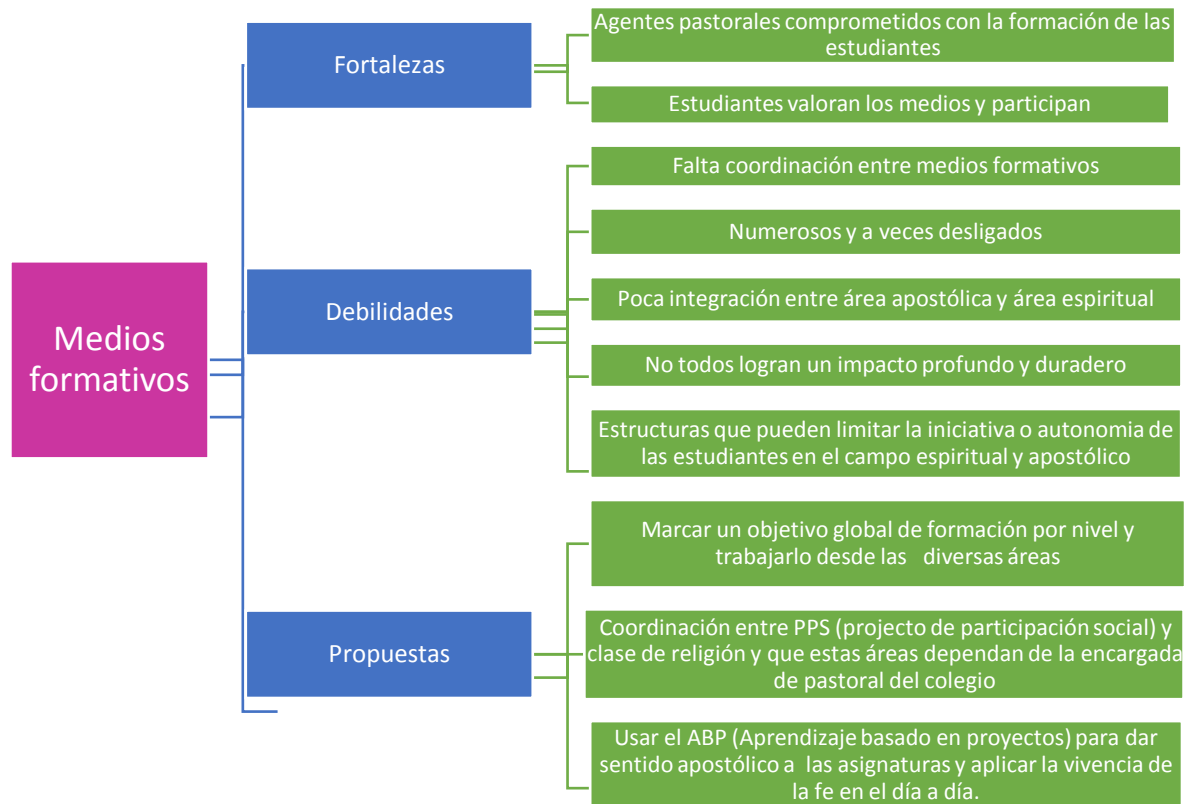 Medios
formativos
Fortalezas
Agentes pastorales comprometidos con la formación de las
estudiantes
Estudiantes valoran los medios y participan
Debilidades
Falta coordinación entre medios formativos
Numerosos y a veces desligados
Poca integración entre área apostólica y área espiritual
No todos logran un impacto profundo y duradero
Estructuras que pueden limitar la iniciativa o autonomia de
las estudiantes en el campo espiritual y apostólico
Propuestas
Marcar un objetivo global de formación por nivel y
trabajarlo desde las diversas áreas
Coordinación entre PPS (projecto de participación social) y
clase de religión y que estas áreas dependan de la encargada
de pastoral del colegio
Usar el ABP (Aprendizaje basado en proyectos) para dar
sentido apostólico a las asignaturas y aplicar la vivencia de
la fe en el día a día.